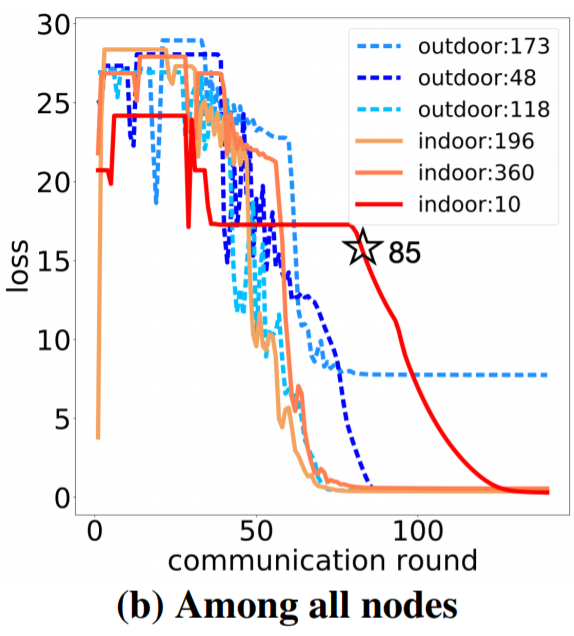 30
25
20
15
10
5
0
loss
outdoor:173
outdoor:48
outdoor:118
indoor:196
indoor:360
indoor:10
85
0 50 100
communication round
(b) Among all nodes